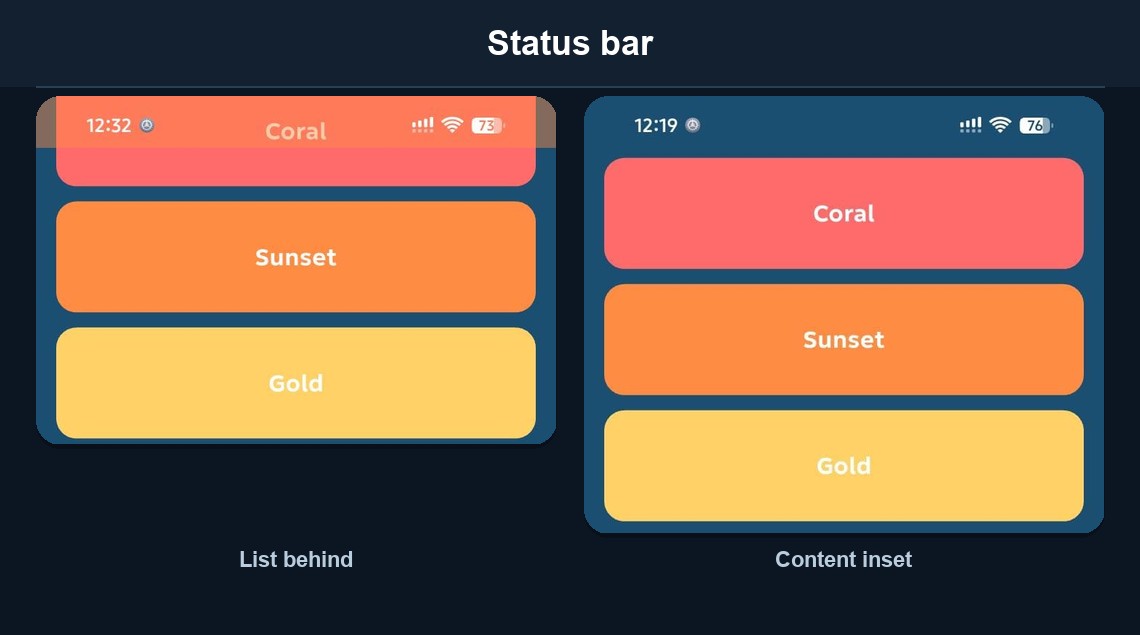 Status bar
12:32
Coral
73
Sunset
Gold
List behind
12:19
76
Coral
Sunset
Gold
Content inset